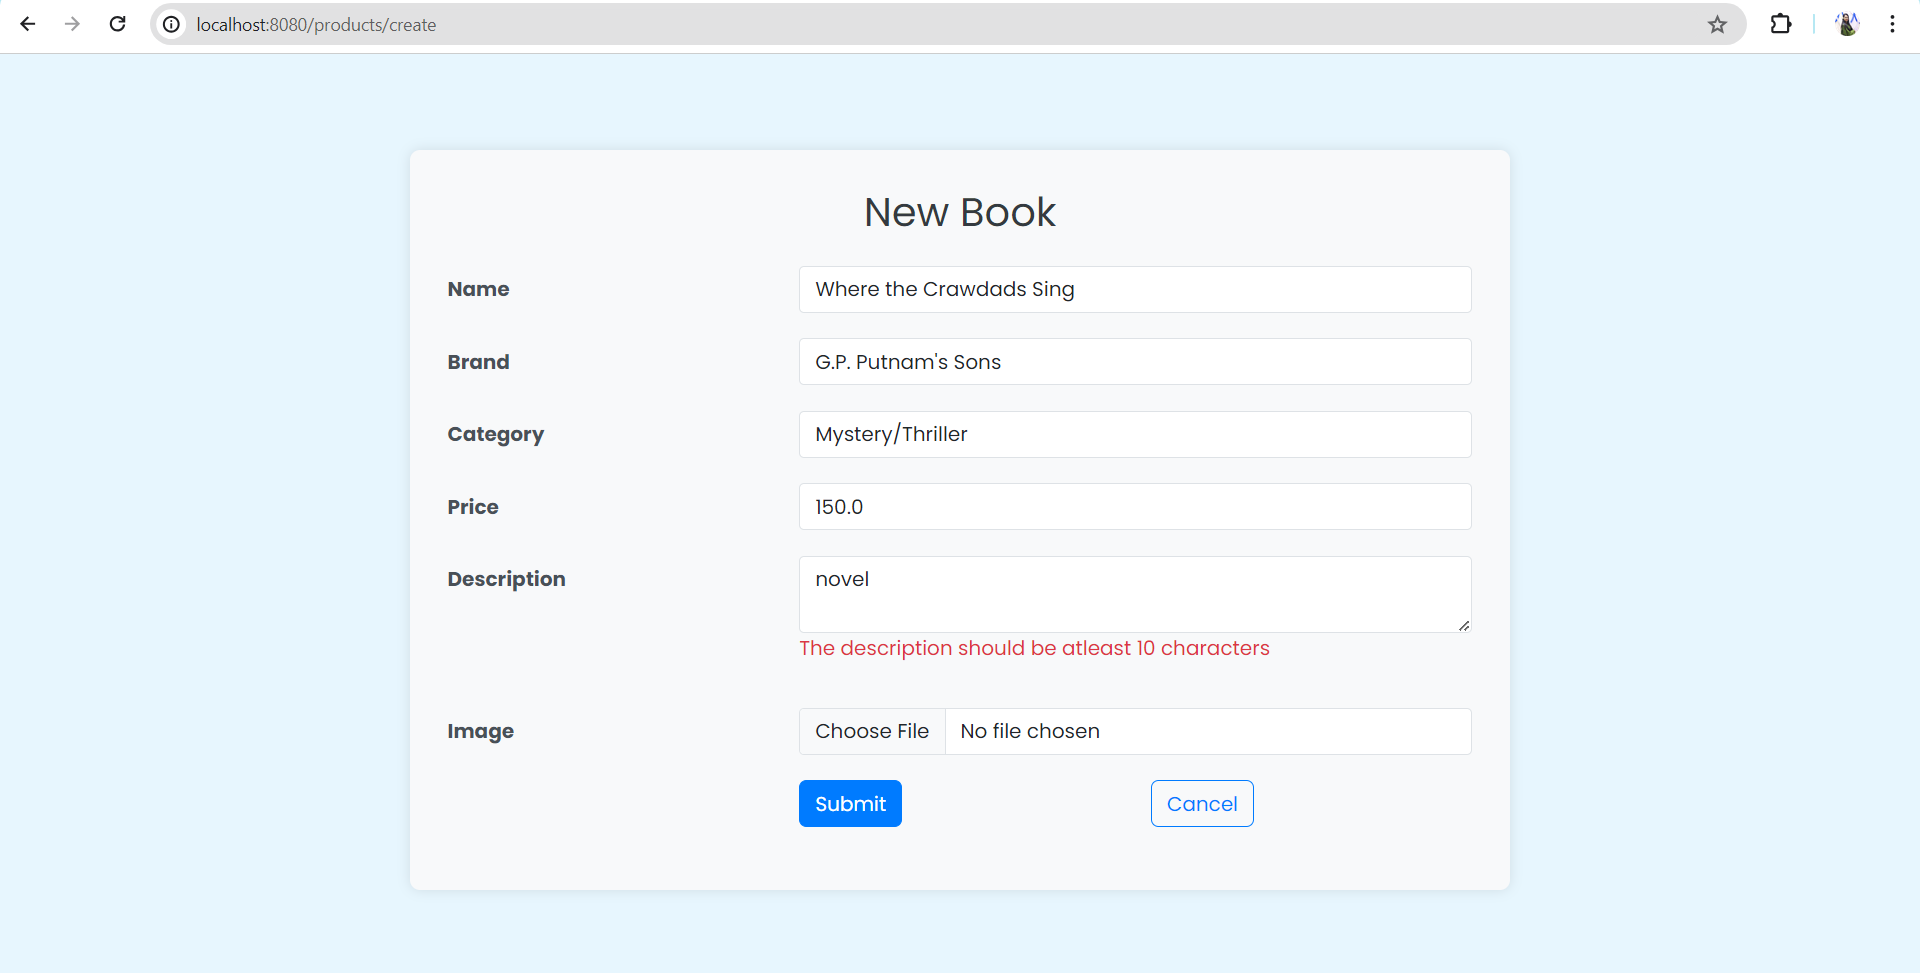 localhost:8080/products/create
New Book
Name
Where the Crawdads Sing
Brand
G.P. Putnam's Sons
Category
Mystery/Thriller
Price
150.0
Description
novel
The description should be atleast 10 characters
Image
Choose File No file chosen
Submit Cancel